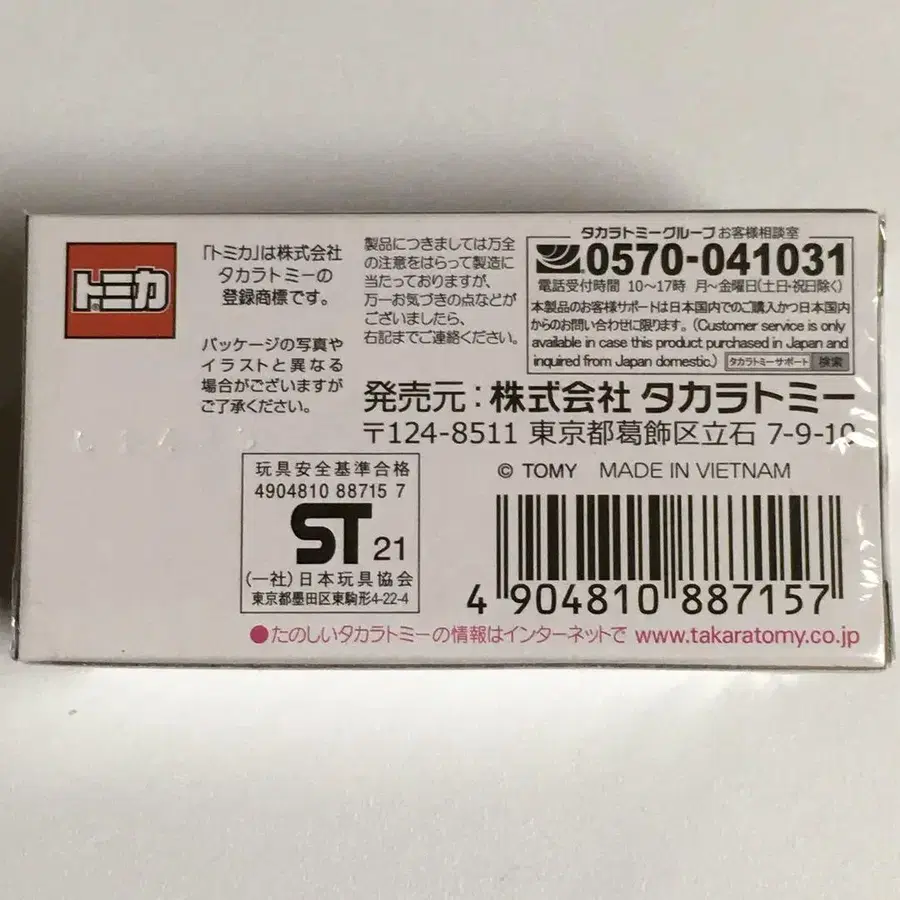 トミカ
「トミカ」は株式会社
タカラトミーの
登録商標です。
パッケージの写真や
イラストと異なる
場合がございますが
ご了承ください。
製品につきましては万全
の注意をはらって製造に
当たっておりますが、
万一お気づきの点などが
ございましたら、
右記までご連絡ください。
タカラトミーグループ お客様相談室
0570-041031
電話受付時間 10〜17時 月〜金曜日(土日・祝日除く)
本製品のお客様サポートは日本国内でのご購入かつ日本国内
からのお問い合わせに限ります。(Customer service is only
available in case this product purchased in Japan and
inquired from Japan domestic.) タカラトミーサポート 検索
発売元：株式会社 タカラトミー
〒124-8511 東京都葛飾区立石 7-9-10
© TOMY MADE IN VIETNAM
玩具安全基準合格
4904810 88715 7
ST 21
(一社)日本玩具協会
東京都墨田区東駒形4-22-4
4 904810 887157
●たのしいタカラトミーの情報はインターネットで www.takaratomy.co.jp